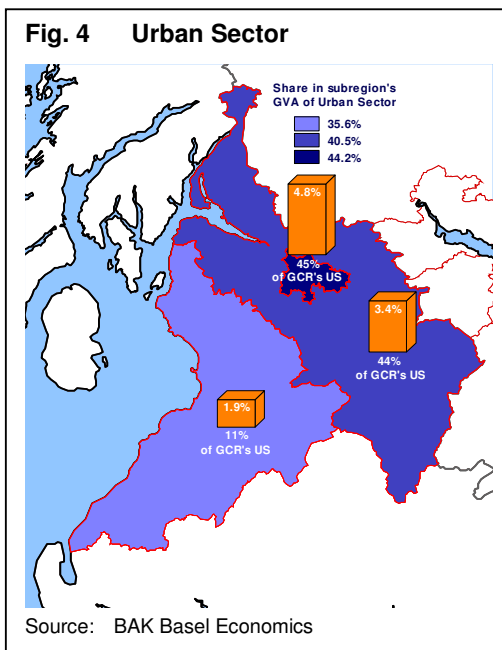 Fig. 4 Urban Sector
Share in subregion's
GVA of Urban Sector
35.6%
40.5%
44.2%
4.8%
45%
of GCR's US
3.4%
44%
of GCR's US
1.9%
11%
of GCR's US
Source: BAK Basel Economics